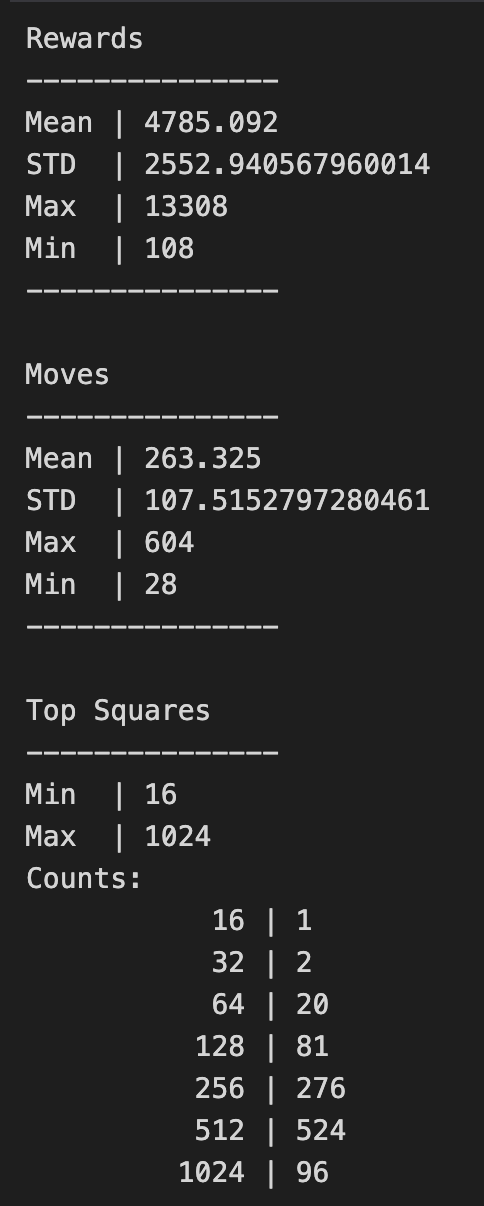 Rewards
---------------
Mean | 4785.092
STD  | 2552.940567960014
Max  | 13308
Min  | 108
---------------

Moves
---------------
Mean | 263.325
STD  | 107.5152797280461
Max  | 604
Min  | 28
---------------

Top Squares
---------------
Min  | 16
Max  | 1024
Counts:
           16 | 1
           32 | 2
           64 | 20
          128 | 81
          256 | 276
          512 | 524
         1024 | 96